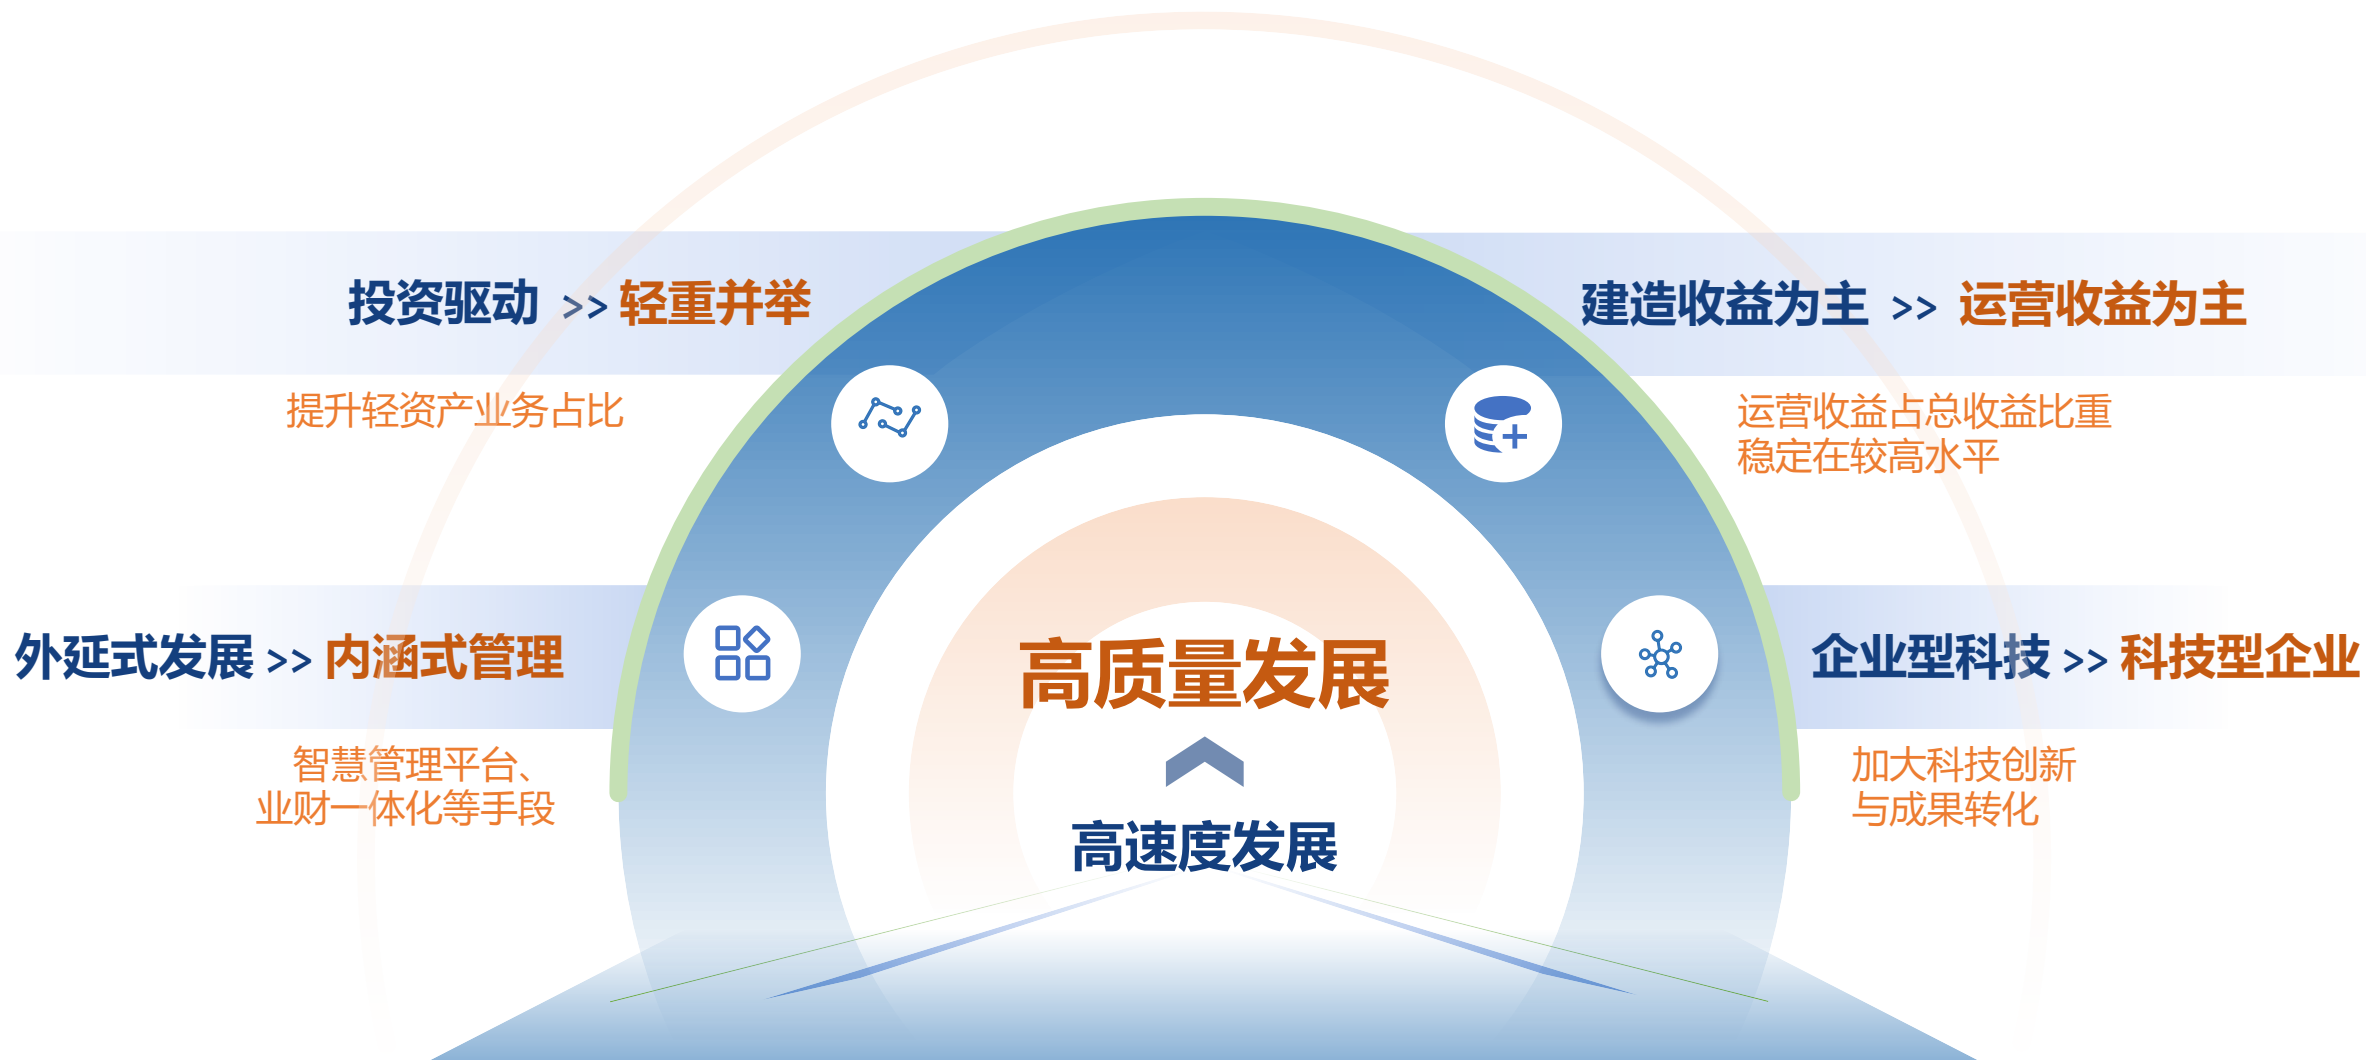 投资驱动 >> 轻重并举
提升轻资产业务占比
建造收益为主 >> 运营收益为主
运营收益占总收益比重
稳定在较高水平
外延式发展 >> 内涵式管理
智慧管理平台、
业财一体化等手段
高质量发展
高速度发展
企业型科技 >> 科技型企业
加大科技创新
与成果转化